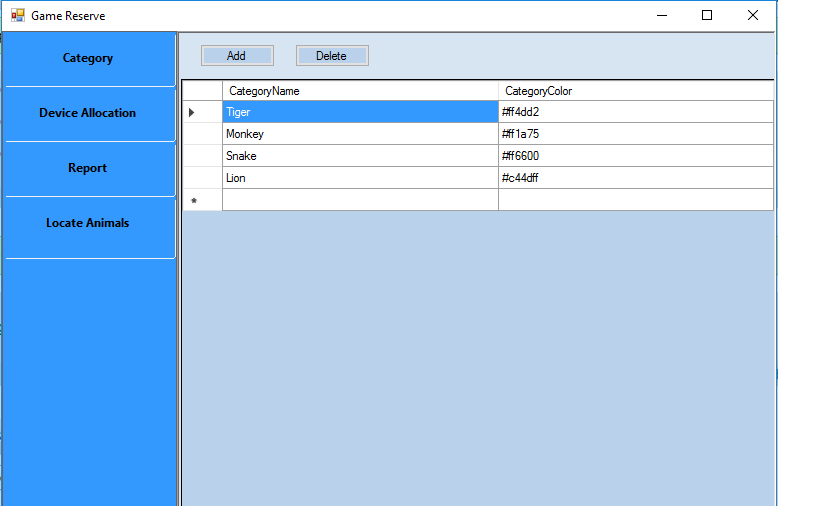 Game Reserve
Category
Device Allocation
Report
Locate Animals
Add Delete
CategoryName CategoryColor
Tiger #ff4dd2
Monkey #ff1a75
Snake #ff6600
Lion #c44dff
*